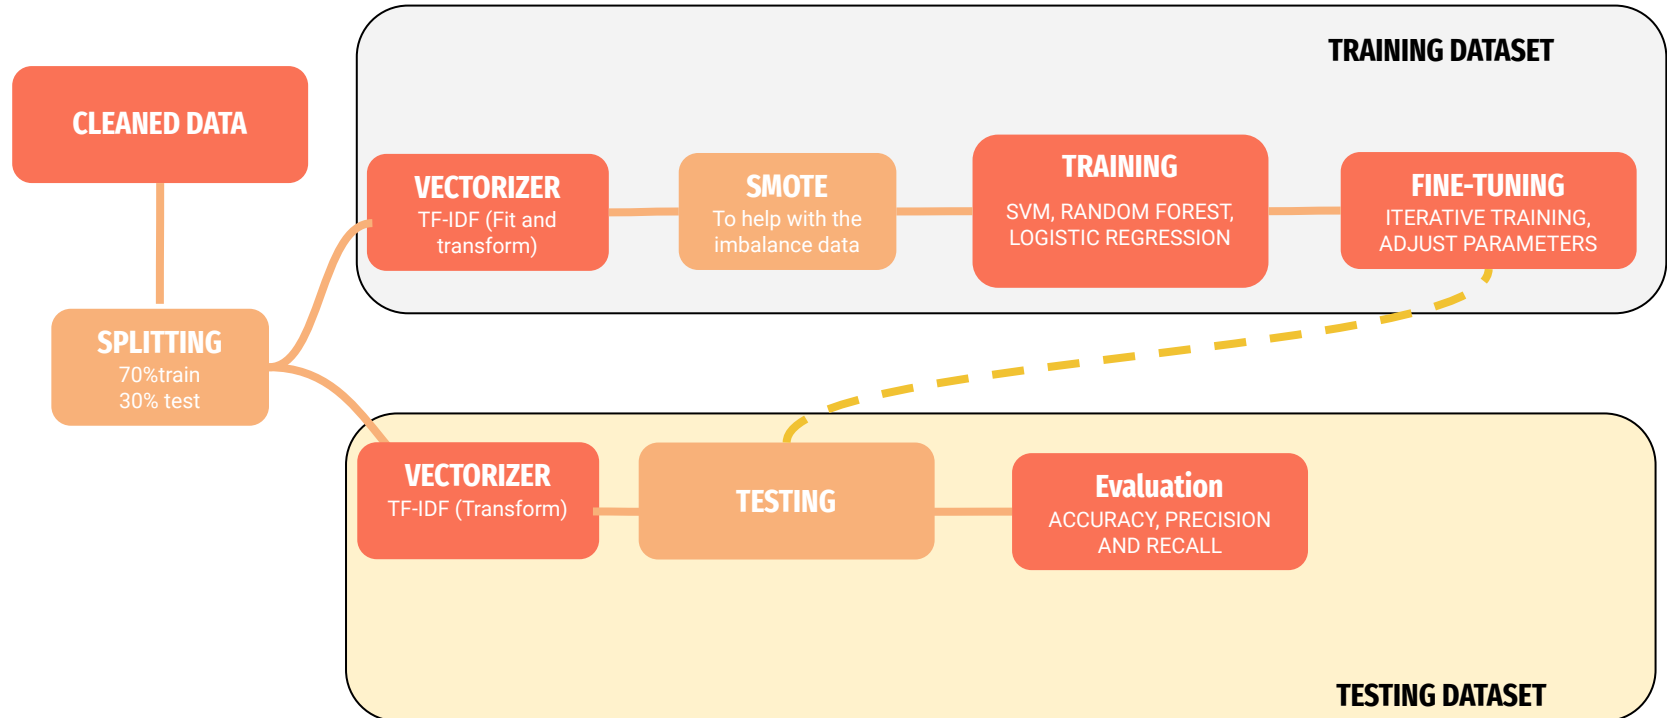 TRAINING DATASET
CLEANED DATA
VECTORIZER
TF-IDF (Fit and
transform)
SMOTE
To help with the
imbalance data
TRAINING
SVM, RANDOM FOREST,
LOGISTIC REGRESSION
FINE-TUNING
ITERATIVE TRAINING,
ADJUST PARAMETERS
SPLITTING
70%train
30% test
VECTORIZER
TF-IDF (Transform)
TESTING
Evaluation
ACCURACY, PRECISION
AND RECALL
TESTING DATASET